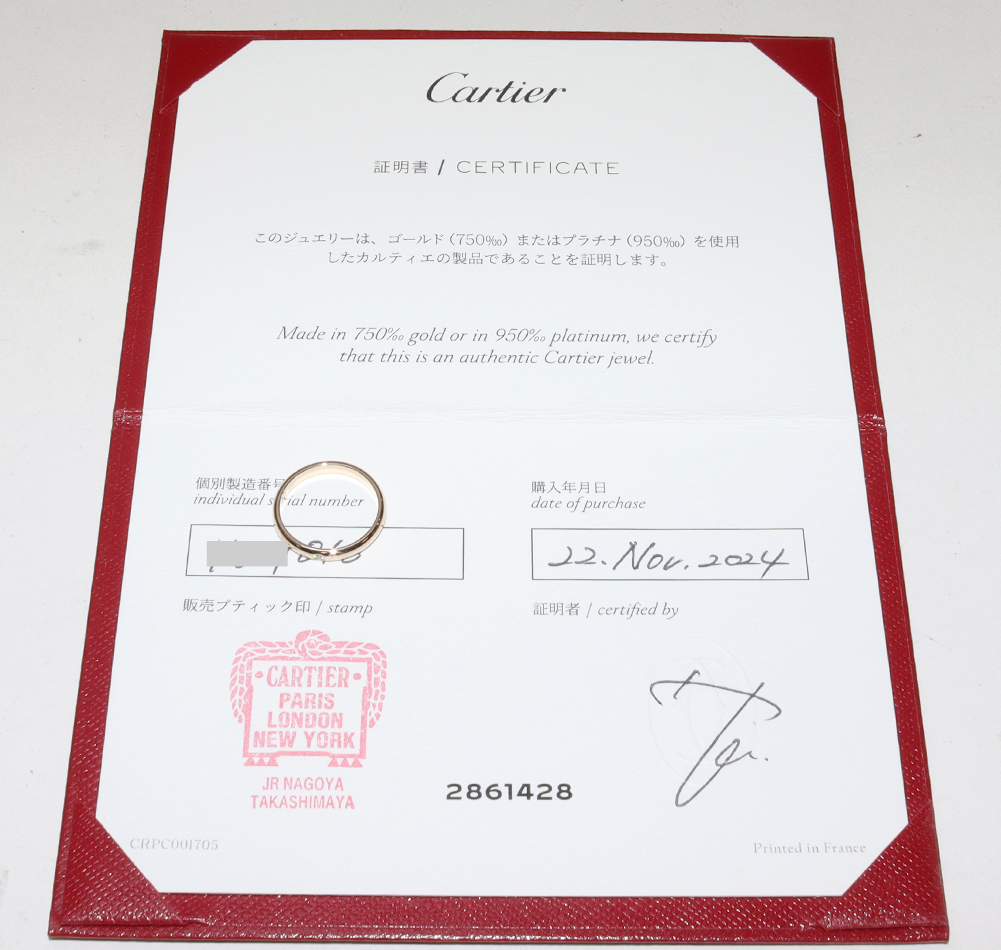 Cartier
証明書 / CERTIFICATE
このジュエリーは、ゴールド（750‰）またはプラチナ（950‰）を使用
したカルティエの製品であることを証明します。
Made in 750‰ gold or in 950‰ platinum, we certify
that this is an authentic Cartier jewel.
個別製造番号
individual serial number
購入年月日
date of purchase
22. Nov. 2024
販売ブティック印 / stamp
証明者 / certified by
CARTIER
PARIS
LONDON
NEW YORK
JR NAGOYA
TAKASHIMAYA
2861428
CRPC001705
Printed in France